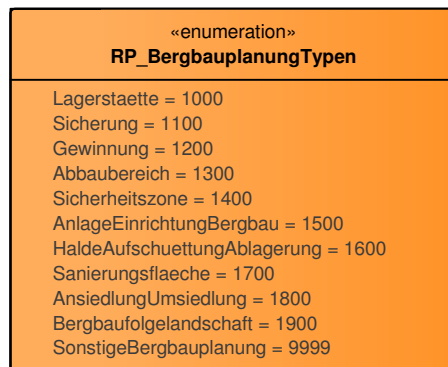 «enumeration»
RP_BergbauplanungTypen
Lagerstaette = 1000
Sicherung = 1100
Gewinnung = 1200
Abbaubereich = 1300
Sicherheitszone = 1400
AnlageEinrichtungBergbau = 1500
HaldeAufschuettungAblagerung = 1600
Sanierungsflaeche = 1700
AnsiedlungUmsiedlung = 1800
Bergbaufolgelandschaft = 1900
SonstigeBergbauplanung = 9999